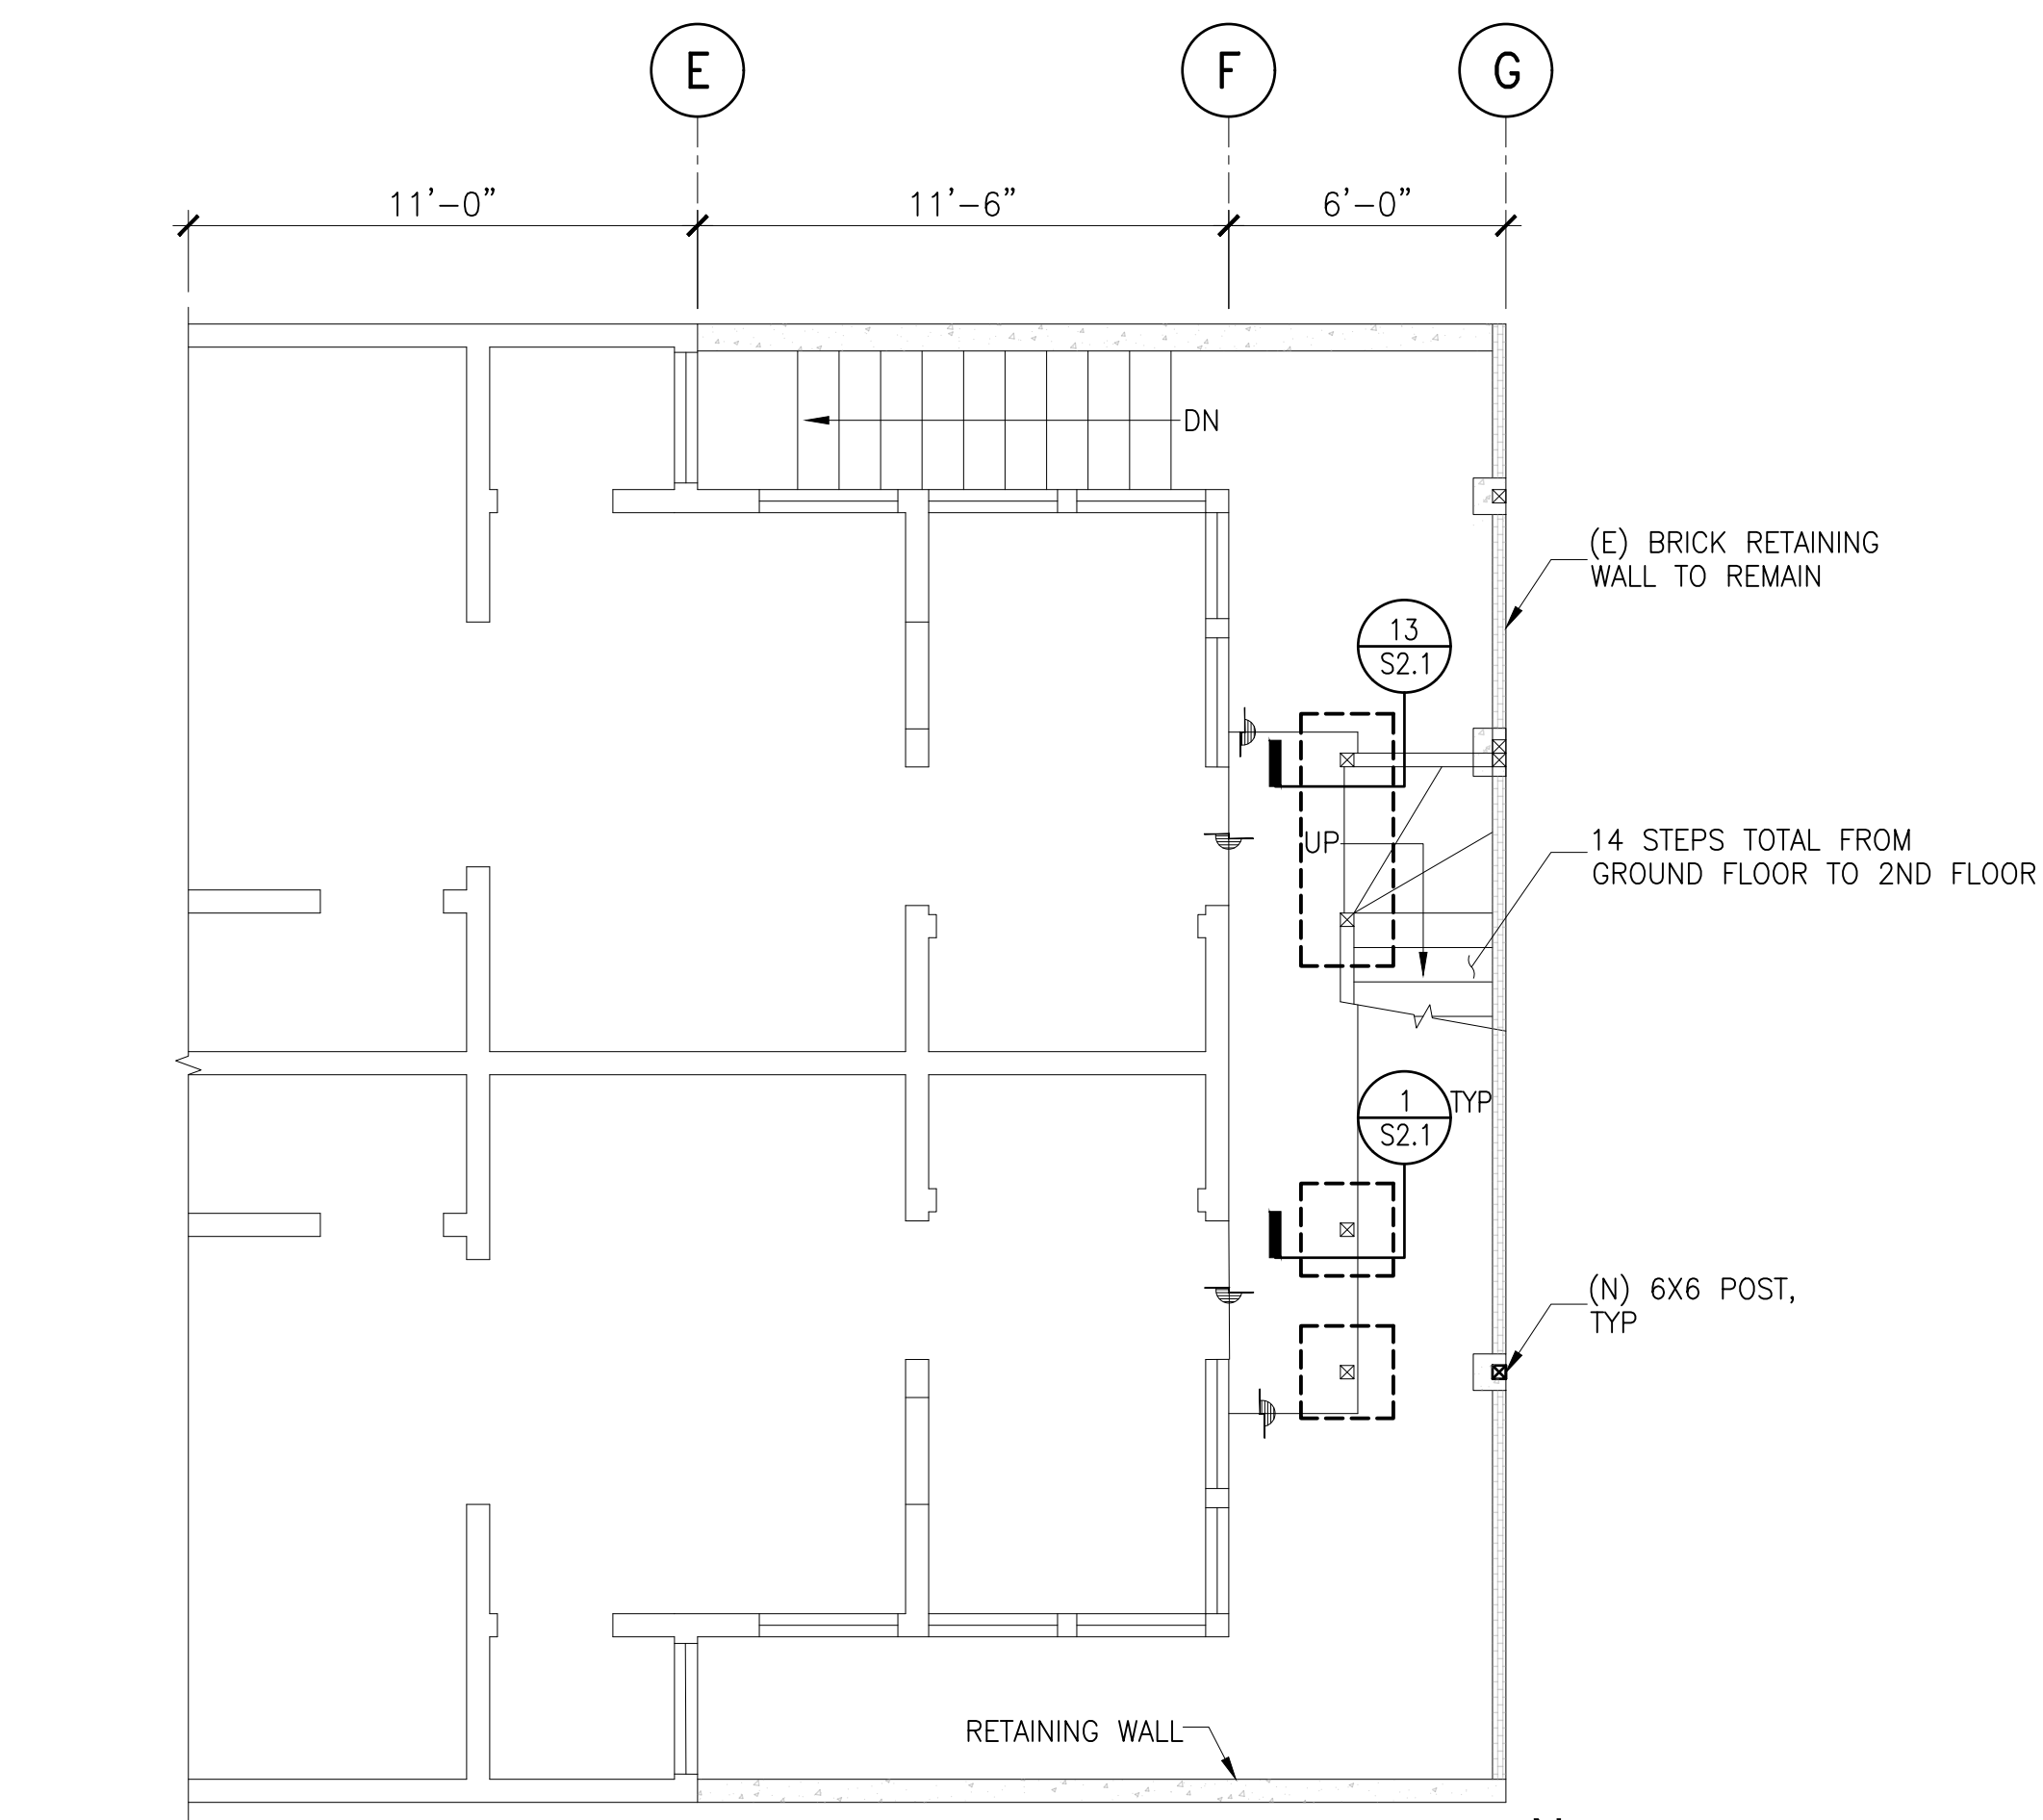 E
F
G
11'-0"
11'-6"
6'-0"
DN
(E) BRICK RETAINING
WALL TO REMAIN
13
S2.1
UP
14 STEPS TOTAL FROM
GROUND FLOOR TO 2ND FLOOR
1
S2.1
TYP
(N) 6X6 POST,
TYP
RETAINING WALL